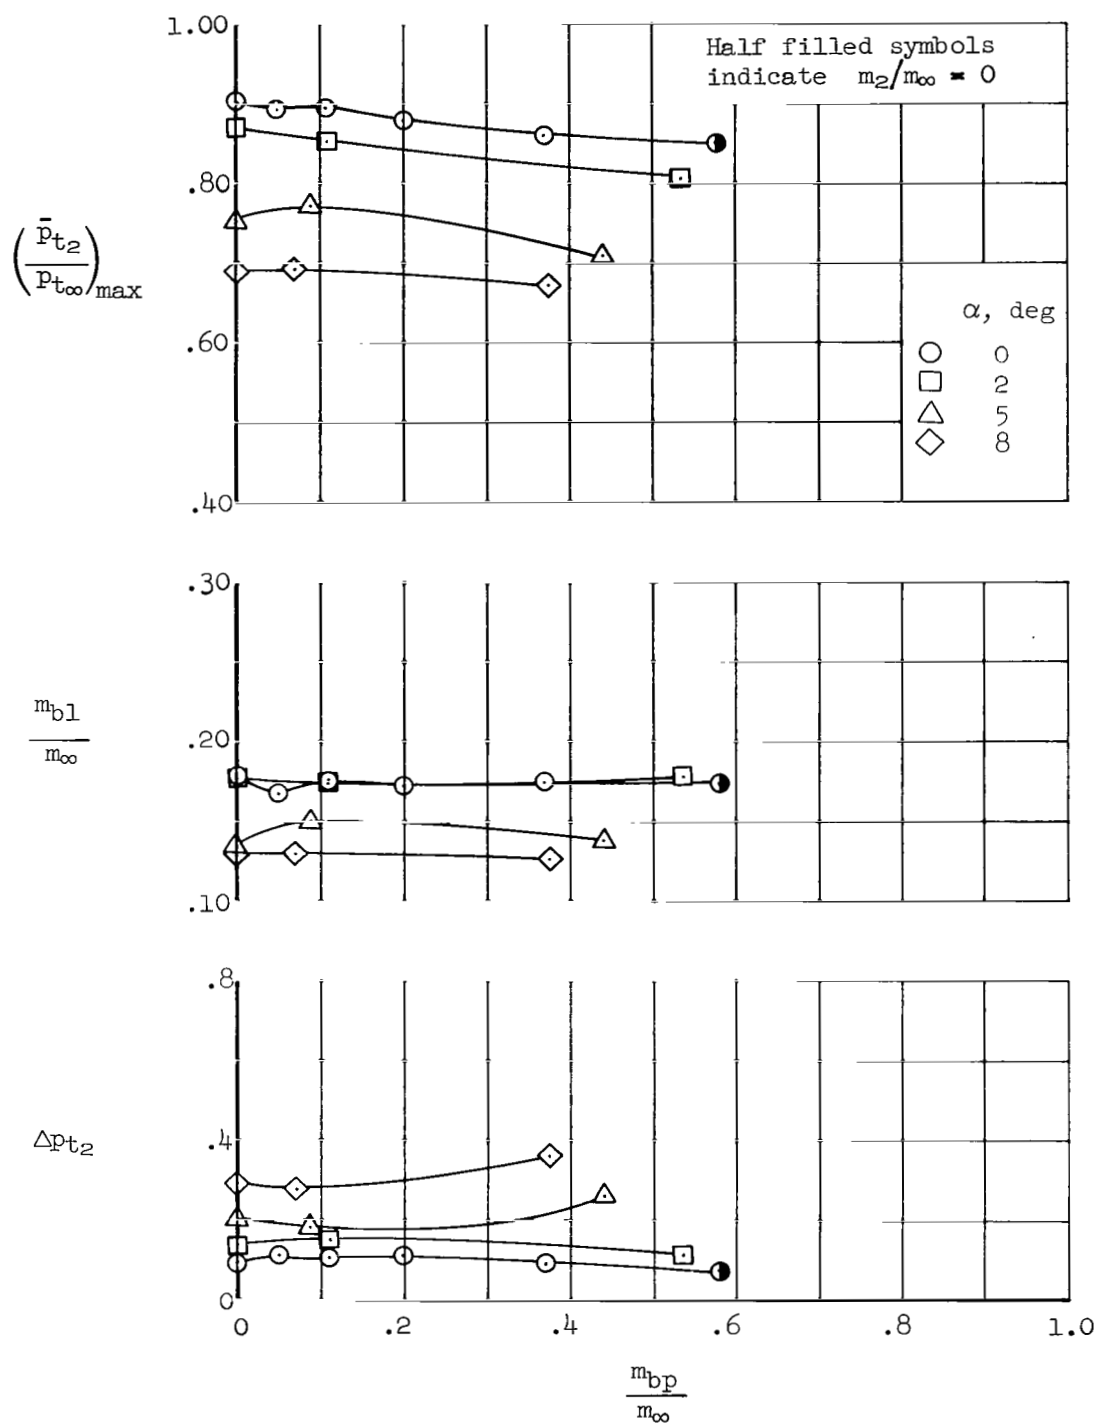 1.00
Half filled symbols
indicate m₂/m∞ = 0
.80
(p̄t₂/pt∞)max
.60
.40
α, deg
0
2
5
8
.30
mbl/m∞
.20
.10
.8
Δpt₂
.4
0
0 .2 .4 .6 .8 1.0
mbp/m∞